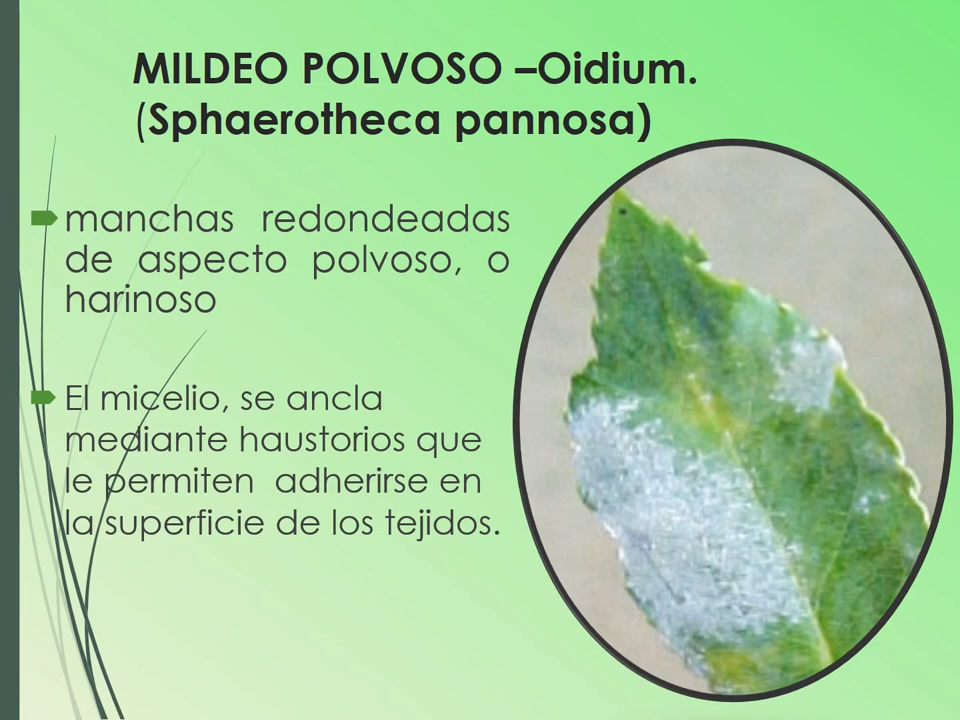 MILDEO POLVOSO –Oidium.
(Sphaerotheca pannosa)
manchas redondeadas
de aspecto polvoso, o
harinoso
El micelio, se ancla
mediante haustorios que
le permiten adherirse en
la superficie de los tejidos.